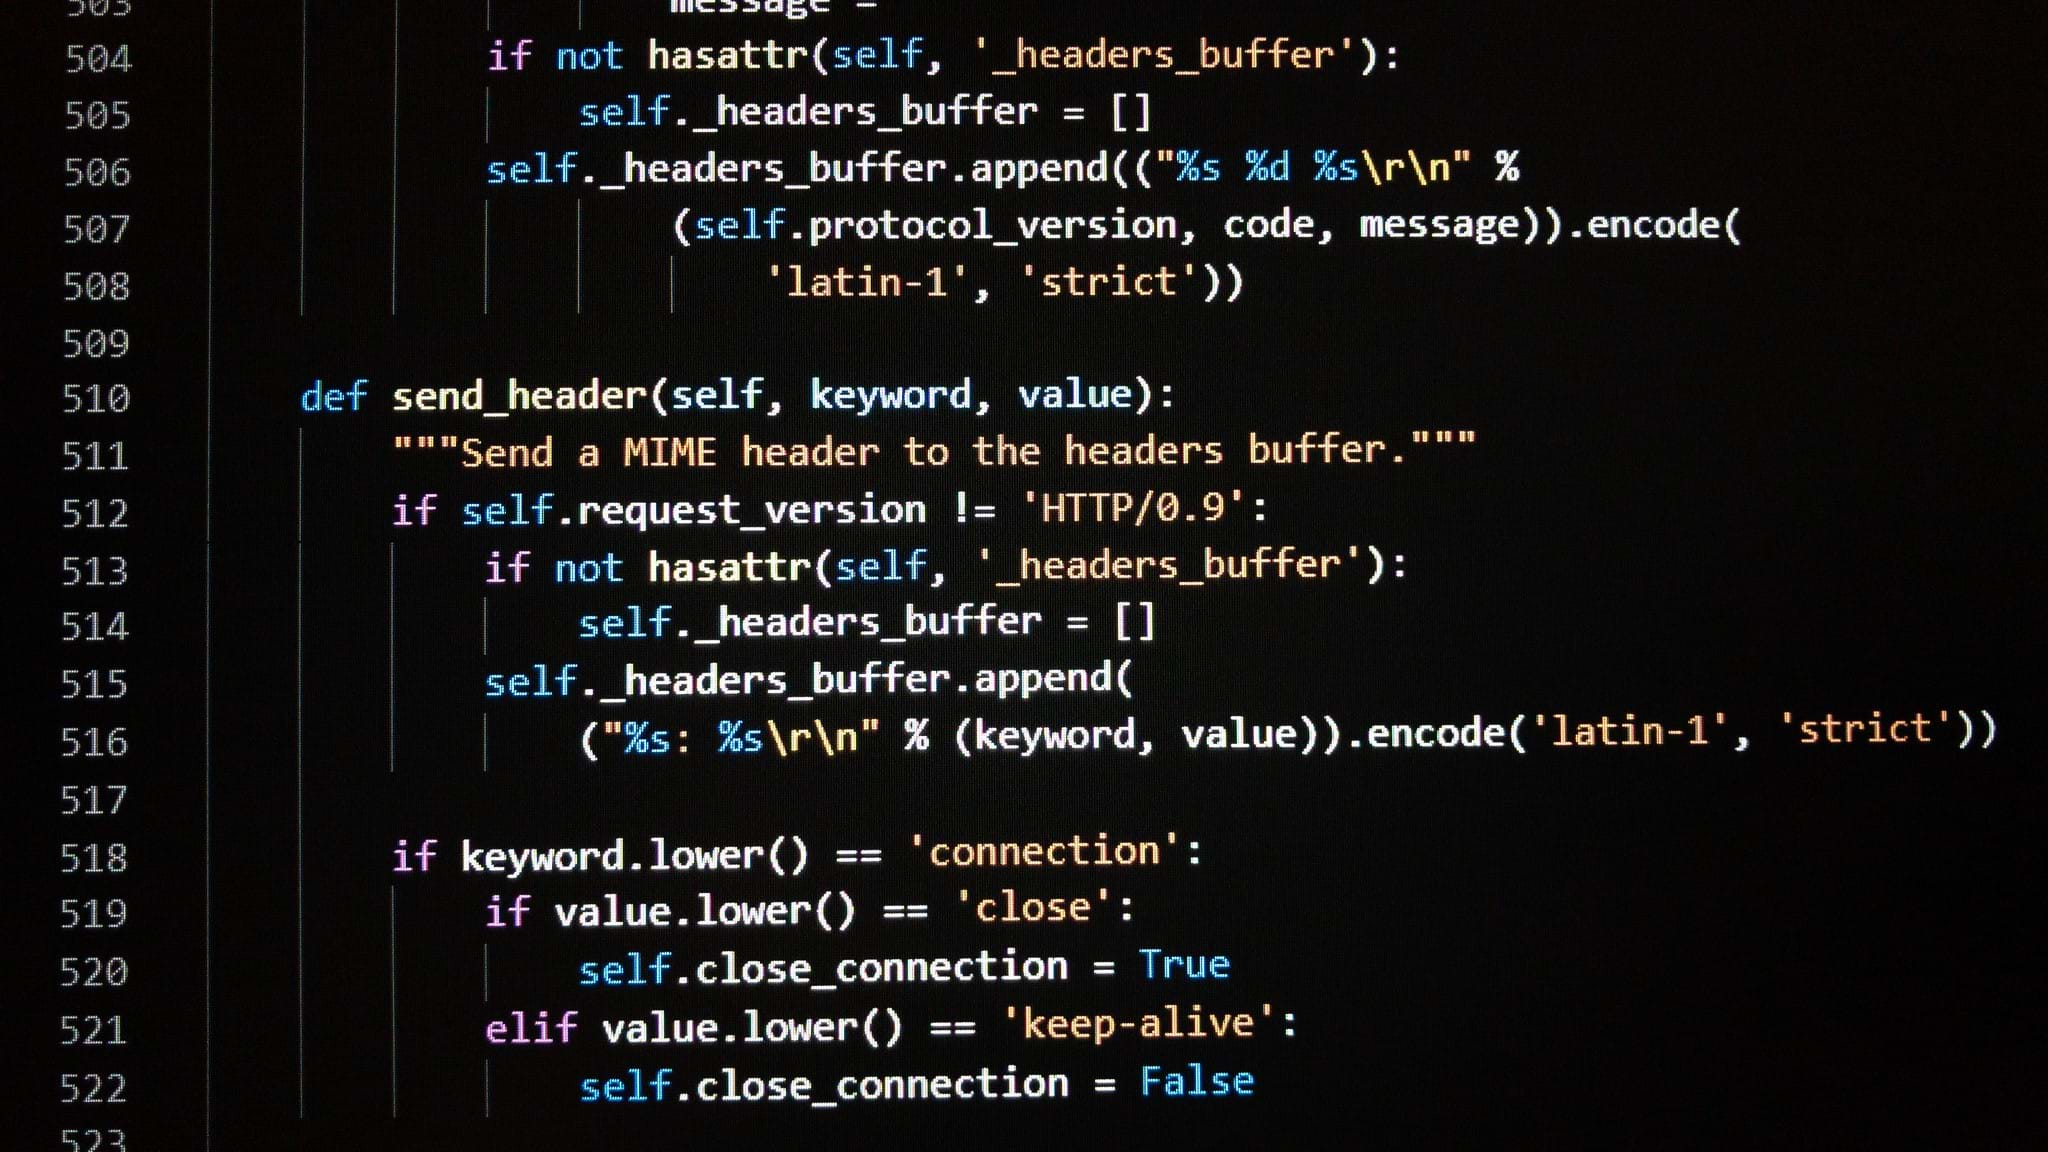 503 message =
504 if not hasattr(self, '_headers_buffer'):
505 self._headers_buffer = []
506 self._headers_buffer.append(("%s %d %s\r\n" %
507 (self.protocol_version, code, message)).encode(
508 'latin-1', 'strict'))
509
510 def send_header(self, keyword, value):
511 """Send a MIME header to the headers buffer."""
512 if self.request_version != 'HTTP/0.9':
513 if not hasattr(self, '_headers_buffer'):
514 self._headers_buffer = []
515 self._headers_buffer.append(
516 ("%s: %s\r\n" % (keyword, value)).encode('latin-1', 'strict'))
517
518 if keyword.lower() == 'connection':
519 if value.lower() == 'close':
520 self.close_connection = True
521 elif value.lower() == 'keep-alive':
522 self.close_connection = False
523